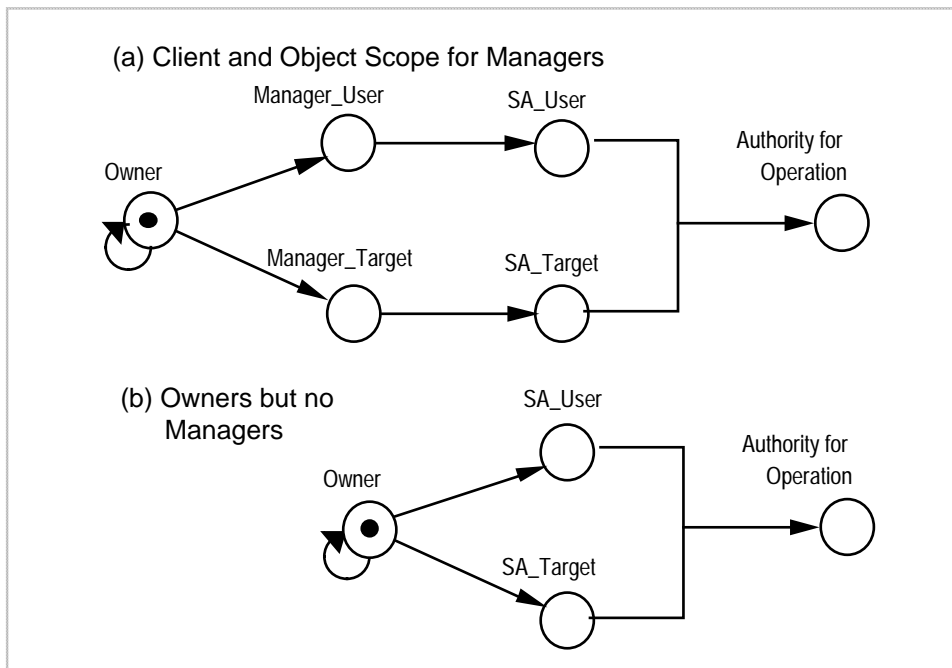 (a) Client and Object Scope for Managers
Manager_User
SA_User
Authority for
Operation
Owner
Manager_Target
SA_Target
(b) Owners but no
Managers
SA_User
Authority for
Operation
Owner
SA_Target